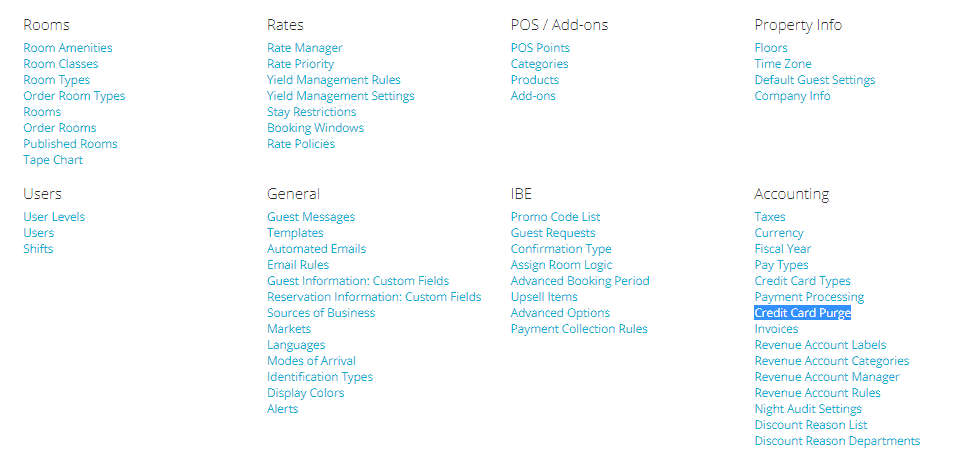 Rooms
Room Amenities
Room Classes
Room Types
Order Room Types
Rooms
Order Rooms
Published Rooms
Tape Chart
Rates
Rate Manager
Rate Priority
Yield Management Rules
Yield Management Settings
Stay Restrictions
Booking Windows
Rate Policies
POS / Add-ons
POS Points
Categories
Products
Add-ons
Property Info
Floors
Time Zone
Default Guest Settings
Company Info
Users
User Levels
Users
Shifts
General
Guest Messages
Templates
Automated Emails
Email Rules
Guest Information: Custom Fields
Reservation Information: Custom Fields
Sources of Business
Markets
Languages
Modes of Arrival
Identification Types
Display Colors
Alerts
IBE
Promo Code List
Guest Requests
Confirmation Type
Assign Room Logic
Advanced Booking Period
Upsell Items
Advanced Options
Payment Collection Rules
Accounting
Taxes
Currency
Fiscal Year
Pay Types
Credit Card Types
Payment Processing
Credit Card Purge
Invoices
Revenue Account Labels
Revenue Account Categories
Revenue Account Manager
Revenue Account Rules
Night Audit Settings
Discount Reason List
Discount Reason Departments